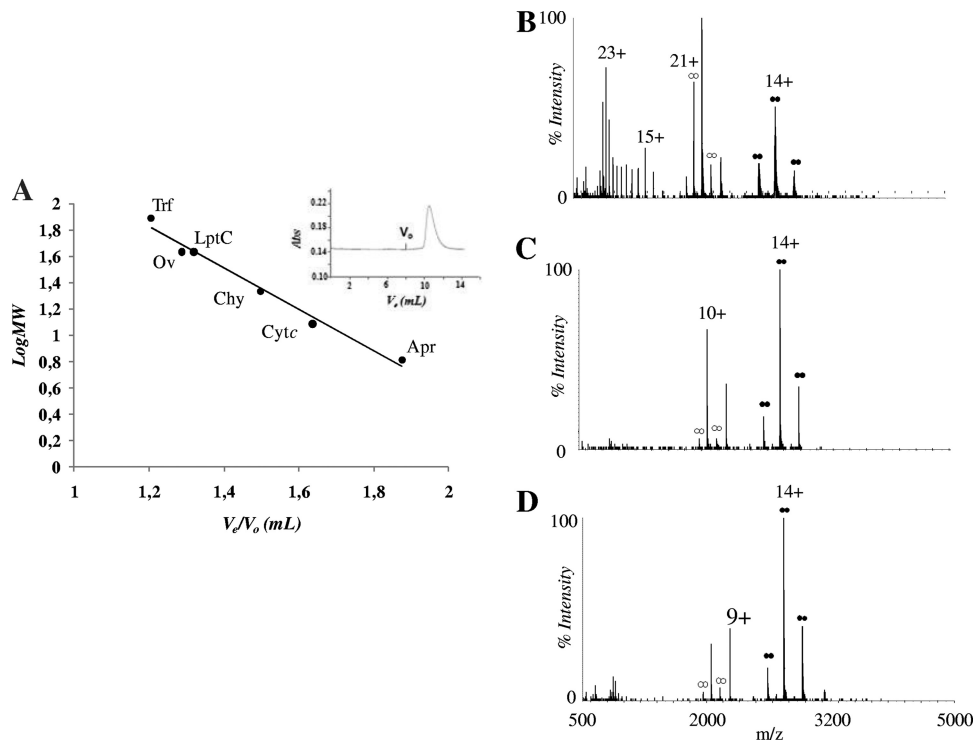 A
LogMW
2
1,8
1,6
1,4
1,2
1
0,8
0,6
0,4
0,2
0
Trf
Ov
LptC
Chy
Cytc
Apr
1
1,2
1,4
1,6
1,8
2
Ve/Vo (mL)
Abs
0.22
0.18
0.14
0.10
Vo
2
6
10
14
Ve (mL)
B
100
% Intensity
0
23+
15+
21+
14+
C
100
% Intensity
0
10+
14+
D
100
% Intensity
0
9+
14+
500
2000
3200
5000
m/z